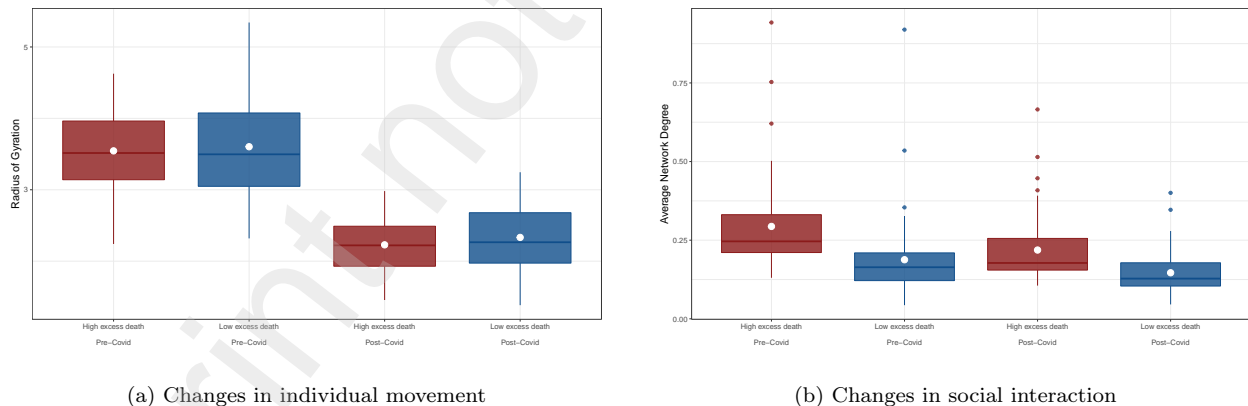 5
3
Radius of Gyration
High excess death Low excess death High excess death Low excess death
Pre-Covid Pre-Covid Post-Covid Post-Covid
(a) Changes in individual movement
0.75
0.50
0.25
0.00
Average Network Degree
High excess death Low excess death High excess death Low excess death
Pre-Covid Pre-Covid Post-Covid Post-Covid
(b) Changes in social interaction
rint not